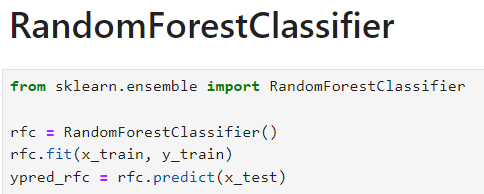 RandomForestClassifier
from sklearn.ensemble import RandomForestClassifier
rfc = RandomForestClassifier()
rfc.fit(x_train, y_train)
ypred_rfc = rfc.predict(x_test)